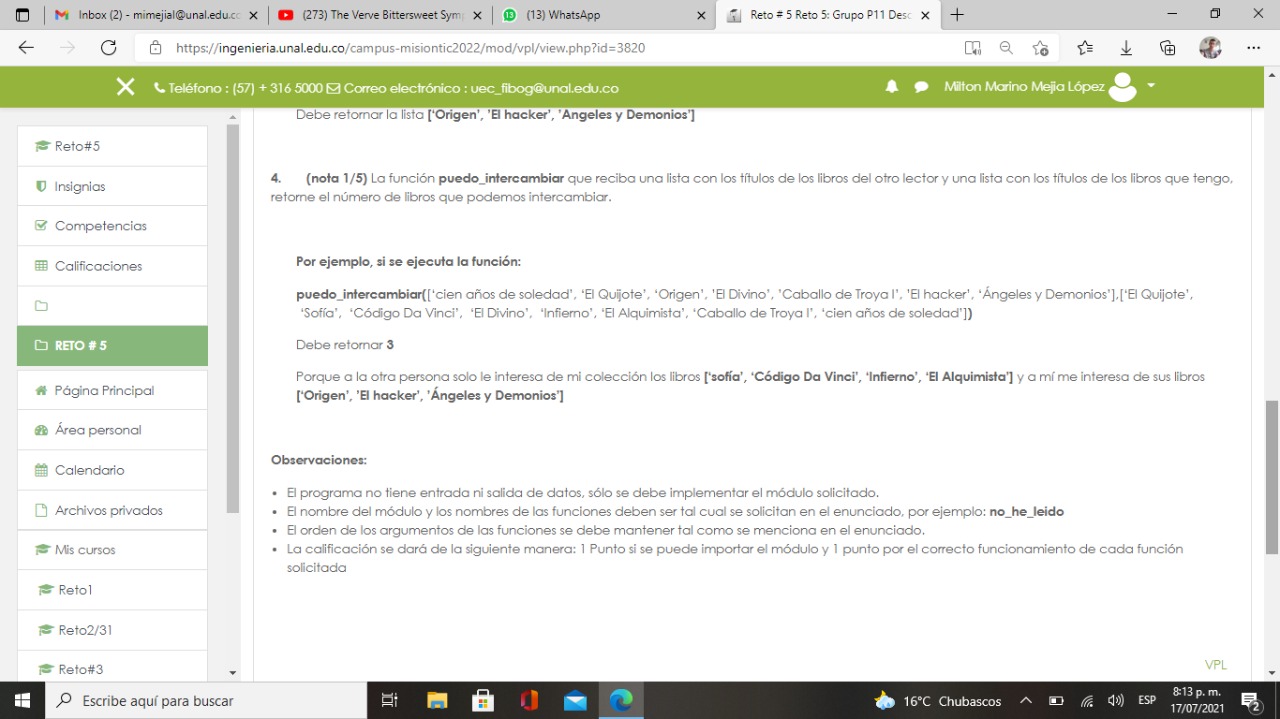 Inbox (2) - mimejial@unal.edu.cc
(273) The Verve Bittersweet Sym
(13) WhatsApp
Reto # 5 Reto 5: Grupo P11 Desc
https://ingenieria.unal.edu.co/campus-misiontic2022/mod/vpl/view.php?id=3820
Teléfono : (57) + 316 5000 Correo electrónico : uec_fibog@unal.edu.co
Milton Marino Mejia López
Debe retornar la lista ['Origen', 'El hacker', 'Ángeles y Demonios']
Reto#5
Insignias
Competencias
Calificaciones
RETO # 5
Página Principal
Área personal
Calendario
Archivos privados
Mis cursos
Reto1
Reto2/31
Reto#3
4. (nota 1/5) La función puedo_intercambiar que reciba una lista con los títulos de los libros del otro lector y una lista con los títulos de los libros que tengo,
retorne el número de libros que podemos intercambiar.
Por ejemplo, si se ejecuta la función:
puedo_intercambiar(['cien años de soledad', 'El Quijote', 'Origen', 'El Divino', 'Caballo de Troya I', 'El hacker', 'Ángeles y Demonios'],['El Quijote',
'Sofía', 'Código Da Vinci', 'El Divino', 'Infierno', 'El Alquimista', 'Caballo de Troya I', 'cien años de soledad'])
Debe retornar 3
Porque a la otra persona solo le interesa de mi colección los libros ['sofía', 'Código Da Vinci', 'Infierno', 'El Alquimista'] y a mí me interesa de sus libros
['Origen', 'El hacker', 'Ángeles y Demonios']
Observaciones:
• El programa no tiene entrada ni salida de datos, sólo se debe implementar el módulo solicitado.
• El nombre del módulo y los nombres de las funciones deben ser tal cual se solicitan en el enunciado, por ejemplo: no_he_leido
• El orden de los argumentos de las funciones se debe mantener tal como se menciona en el enunciado.
• La calificación se dará de la siguiente manera: 1 Punto si se puede importar el módulo y 1 punto por el correcto funcionamiento de cada función
solicitada
VPL
Escribe aquí para buscar
16°C Chubascos
ESP
8:13 p. m.
17/07/2021
2